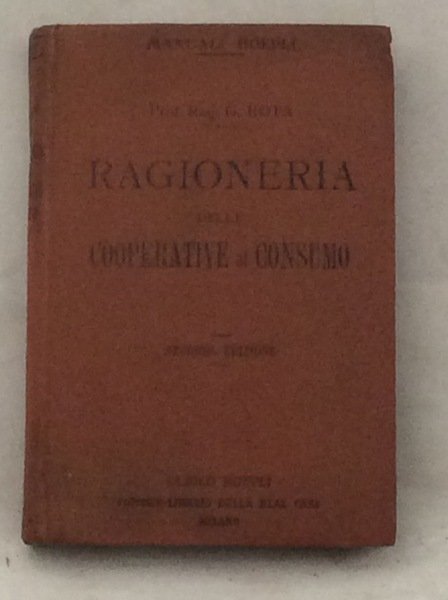 MANUALI HOEPLI
Prof. Rag. G. ROTA
RAGIONERIA
DELLE
COOPERATIVE di CONSUMO
SECONDA EDIZIONE
ULRICO HOEPLI
EDITORE-LIBRAIO DELLA REAL CASA
MILANO